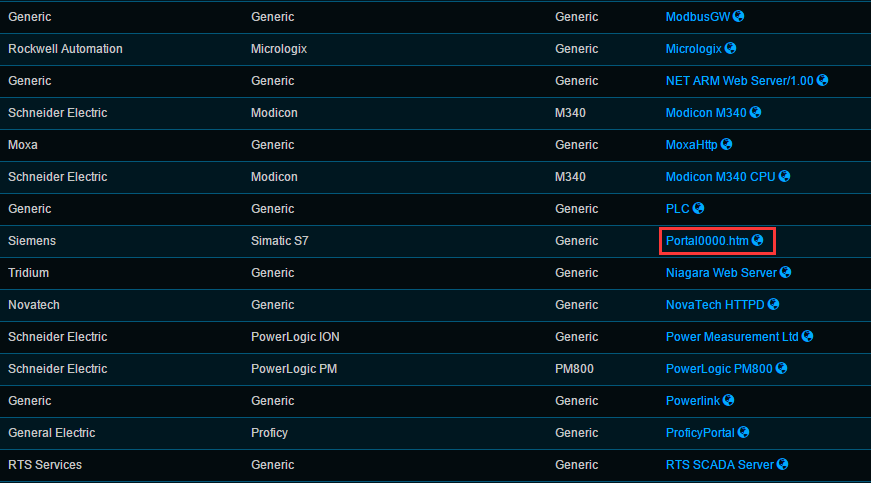 Generic Generic Generic ModbusGW
Rockwell Automation Micrologix Generic Micrologix
Generic Generic Generic NET ARM Web Server/1.00
Schneider Electric Modicon M340 Modicon M340
Moxa Generic Generic MoxaHttp
Schneider Electric Modicon M340 Modicon M340 CPU
Generic Generic Generic PLC
Siemens Simatic S7 Generic Portal0000.htm
Tridium Generic Generic Niagara Web Server
Novatech Generic Generic NovaTech HTTPD
Schneider Electric PowerLogic ION Generic Power Measurement Ltd
Schneider Electric PowerLogic PM PM800 PowerLogic PM800
Generic Generic Generic Powerlink
General Electric Proficy Generic ProficyPortal
RTS Services Generic Generic RTS SCADA Server